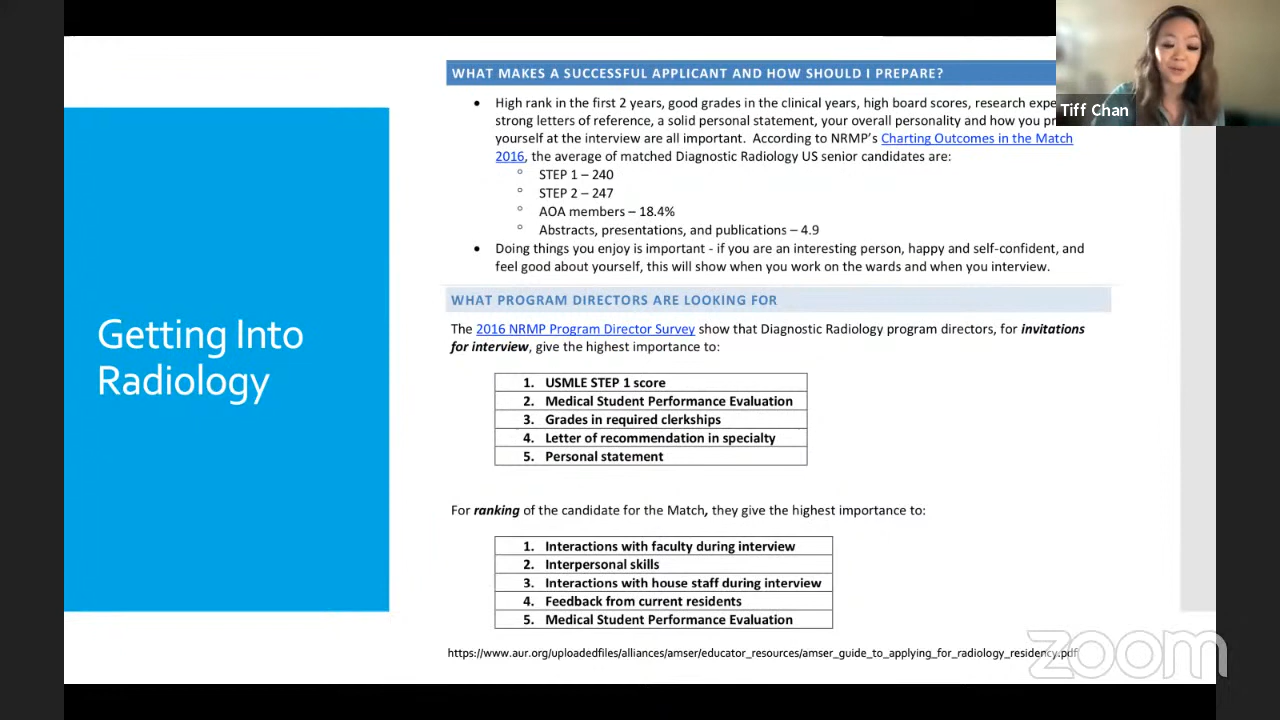 WHAT MAKES A SUCCESSFUL APPLICANT AND HOW SHOULD I PREPARE?
Tiff Chan
• High rank in the first 2 years, good grades in the clinical years, high board scores, research
strong letters of reference, a solid personal statement, your overall personality and how you
yourself at the interview are all important. According to NRMP's Charting Outcomes in the Match
2016, the average of matched Diagnostic Radiology US senior candidates are:
○ STEP 1 – 240
○ STEP 2 – 247
○ AOA members – 18.4%
○ Abstracts, presentations, and publications – 4.9
• Doing things you enjoy is important - if you are an interesting person, happy and self-confident, and
feel good about yourself, this will show when you work on the wards and when you interview.
Getting Into
Radiology
WHAT PROGRAM DIRECTORS ARE LOOKING FOR
The 2016 NRMP Program Director Survey show that Diagnostic Radiology program directors, for invitations
for interview, give the highest importance to:
1. USMLE STEP 1 score
2. Medical Student Performance Evaluation
3. Grades in required clerkships
4. Letter of recommendation in specialty
5. Personal statement
For ranking of the candidate for the Match, they give the highest importance to:
1. Interactions with faculty during interview
2. Interpersonal skills
3. Interactions with house staff during interview
4. Feedback from current residents
5. Medical Student Performance Evaluation
https://www.aur.org/uploadedfiles/alliances/amser/educator_resources/amser_guide_to_applying_for_radiology_residency.pdf
zoom